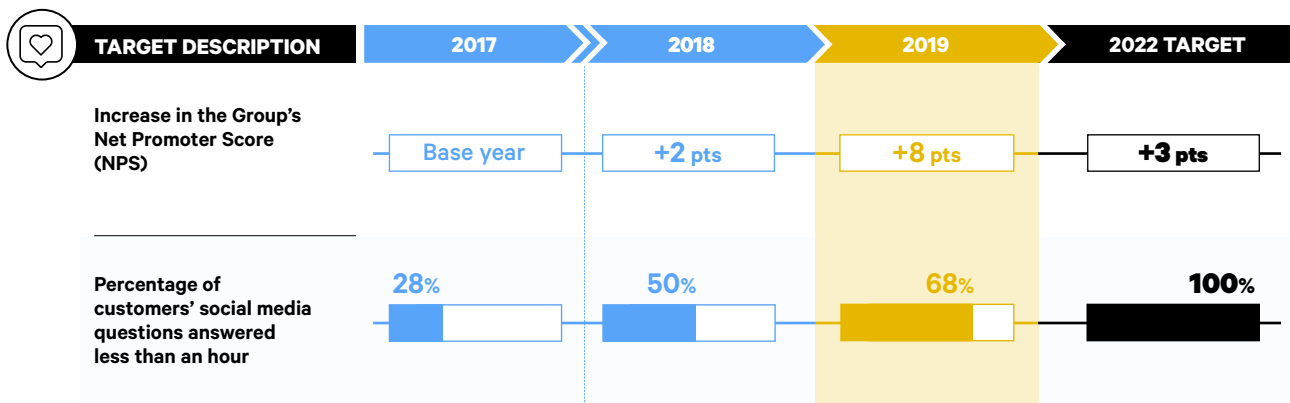 TARGET DESCRIPTION 2017 2018 2019 2022 TARGET
Increase in the Group’s
Net Promoter Score
(NPS)
Base year +2 pts +8 pts +3 pts
Percentage of
customers’ social media
questions answered
less than an hour
28% 50% 68% 100%